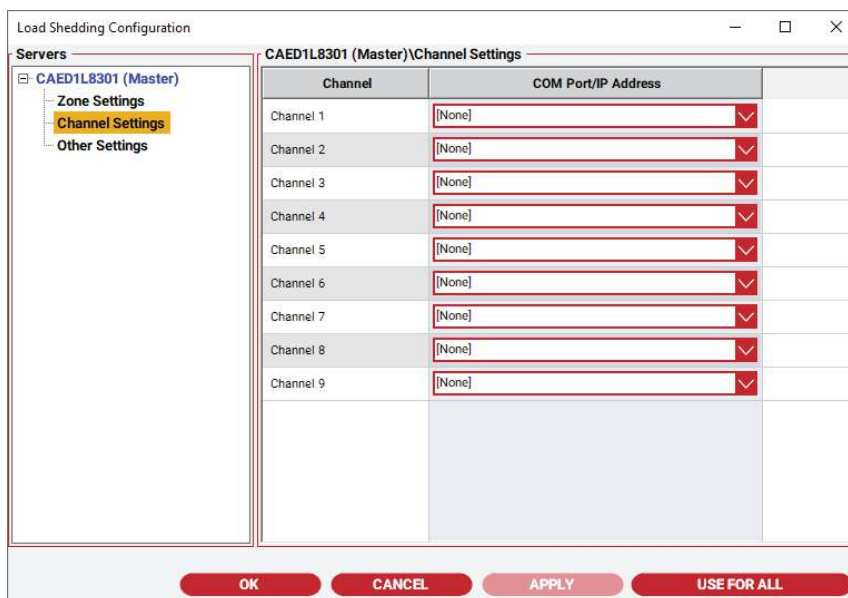 Load Shedding Configuration
Servers
CAED1L8301 (Master)
Zone Settings
Channel Settings
Other Settings
CAED1L8301 (Master)\Channel Settings
Channel COM Port/IP Address
Channel 1 [None]
Channel 2 [None]
Channel 3 [None]
Channel 4 [None]
Channel 5 [None]
Channel 6 [None]
Channel 7 [None]
Channel 8 [None]
Channel 9 [None]
OK CANCEL APPLY USE FOR ALL